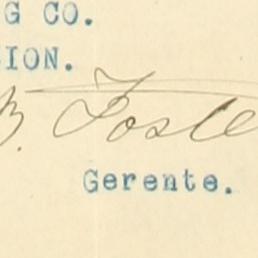 G CO.
ION.
B. Foste
Gerente.